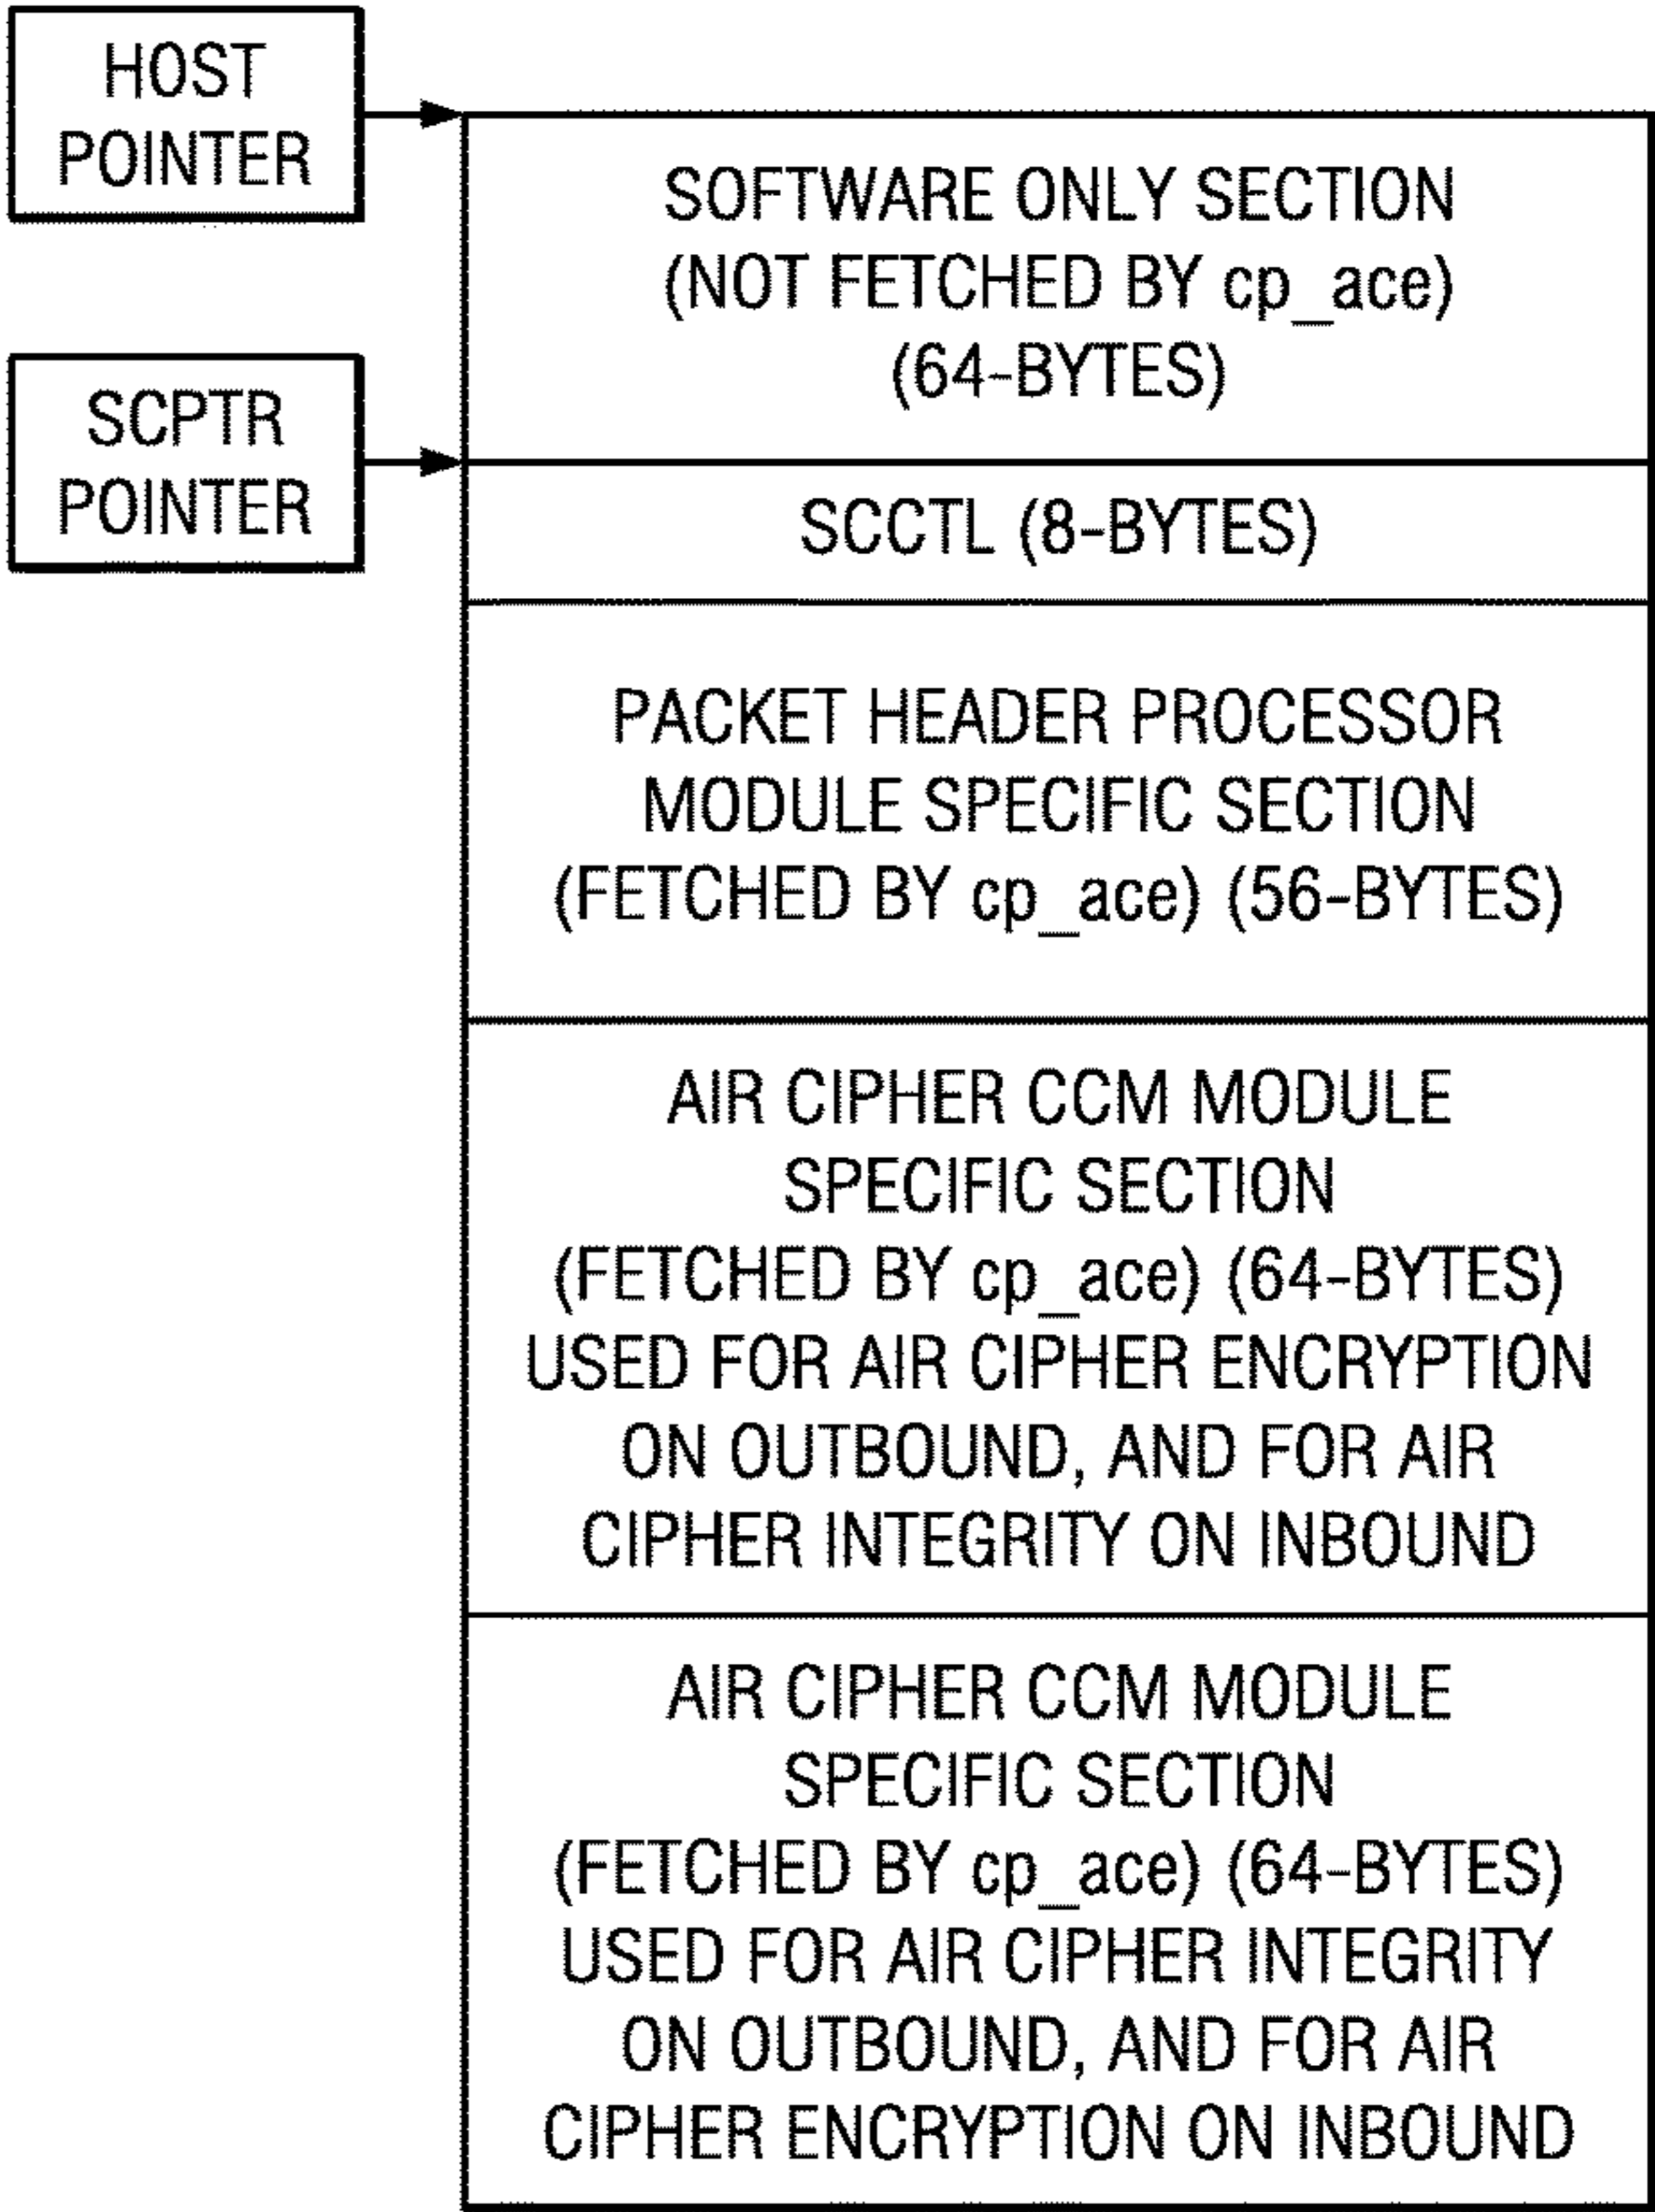 HOST
POINTER
SOFTWARE ONLY SECTION
(NOT FETCHED BY cp_ace)
(64-BYTES)
SCPTR
POINTER
SCCTL (8-BYTES)
PACKET HEADER PROCESSOR
MODULE SPECIFIC SECTION
(FETCHED BY cp_ace) (56-BYTES)
AIR CIPHER CCM MODULE
SPECIFIC SECTION
(FETCHED BY cp_ace) (64-BYTES)
USED FOR AIR CIPHER ENCRYPTION
ON OUTBOUND, AND FOR AIR
CIPHER INTEGRITY ON INBOUND
AIR CIPHER CCM MODULE
SPECIFIC SECTION
(FETCHED BY cp_ace) (64-BYTES)
USED FOR AIR CIPHER INTEGRITY
ON OUTBOUND, AND FOR AIR
CIPHER ENCRYPTION ON INBOUND